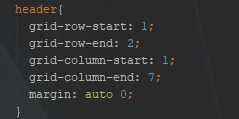 header{
grid-row-start: 1;
grid-row-end: 2;
grid-column-start: 1;
grid-column-end: 7;
margin: auto 0;
}